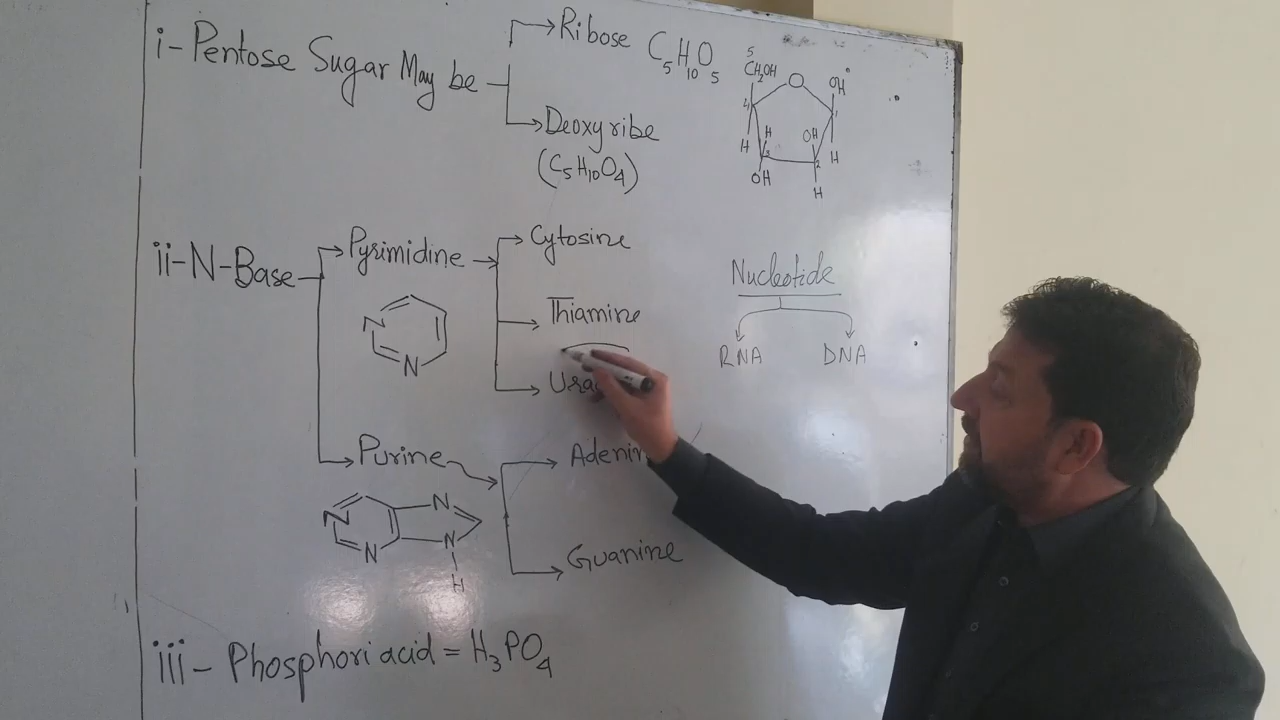 i-Pentose Sugar May be
Ribose C5H10O5
Deoxyribe
(C5H10O4)
5
CH2OH
O
OH
4
1
H
H
3
OH
2
H
OH
H
ii-N-Base
Pyrimidine
Cytosine
Thiamine
N
N
Nucleotide
RNA
DNA
Purine
Guanine
N
N
N
N
H
iii- Phosphori acid = H3PO4